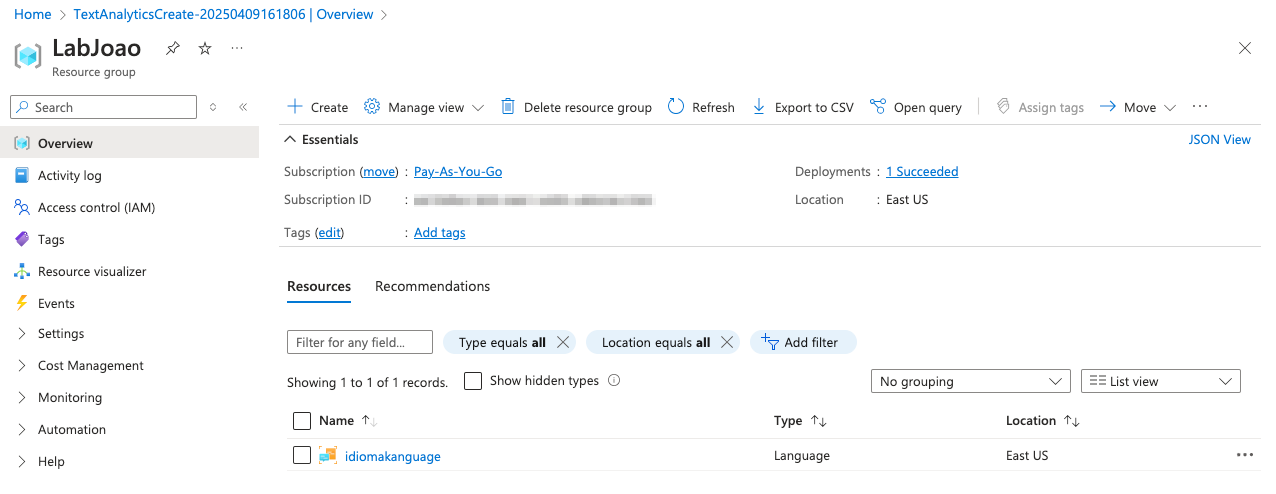 Home > TextAnalyticsCreate-20250409161806 | Overview >
LabJoao
Resource group
Search
Overview
Activity log
Access control (IAM)
Tags
Resource visualizer
Events
Settings
Cost Management
Monitoring
Automation
Help
Create Manage view Delete resource group Refresh Export to CSV Open query Assign tags Move ...
Essentials JSON View
Subscription (move) : Pay-As-You-Go Deployments : 1 Succeeded
Subscription ID : Location : East US
Tags (edit) : Add tags
Resources Recommendations
Filter for any field... Type equals all Location equals all Add filter
Showing 1 to 1 of 1 records. Show hidden types No grouping List view
Name Type Location
idiomakanguage Language East US